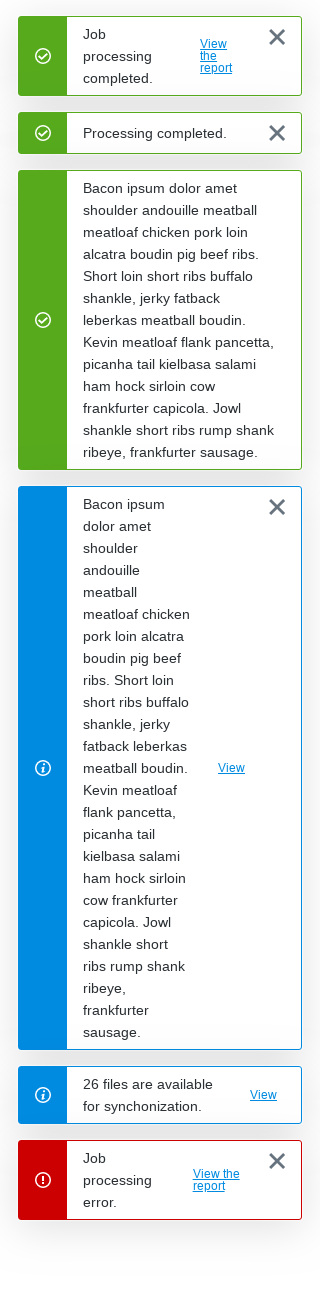 Job
processing
completed.
View
the
report
Processing completed.
Bacon ipsum dolor amet
shoulder andouille meatball
meatloaf chicken pork loin
alcatra boudin pig beef ribs.
Short loin short ribs buffalo
shankle, jerky fatback
leberkas meatball boudin.
Kevin meatloaf flank pancetta,
picanha tail kielbasa salami
ham hock sirloin cow
frankfurter capicola. Jowl
shankle short ribs rump shank
ribeye, frankfurter sausage.
Bacon ipsum
dolor amet
shoulder
andouille
meatball
meatloaf chicken
pork loin alcatra
boudin pig beef
ribs. Short loin
short ribs buffalo
shankle, jerky
fatback leberkas
meatball boudin.
Kevin meatloaf
flank pancetta,
picanha tail
kielbasa salami
ham hock sirloin
cow frankfurter
capicola. Jowl
shankle short
ribs rump shank
ribeye,
frankfurter
sausage.
View
26 files are available
for synchonization.
View
Job
processing
error.
View the
report